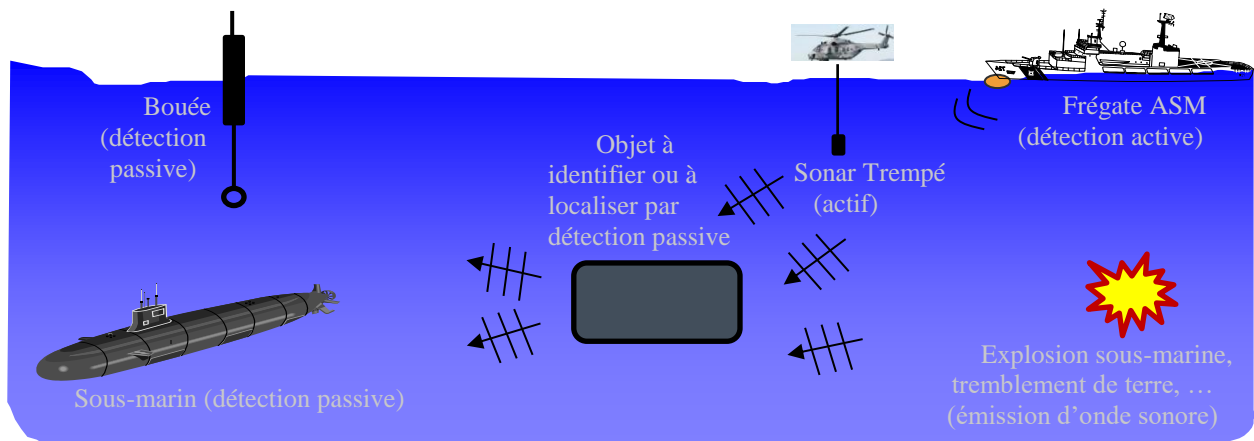 Bouée
(détection
passive)
Objet à
identifier ou à
localiser par
détection passive
Sonar Trempé
(actif)
Frégate ASM
(détection active)
Sous-marin (détection passive)
Explosion sous-marine,
tremblement de terre, …
(émission d’onde sonore)